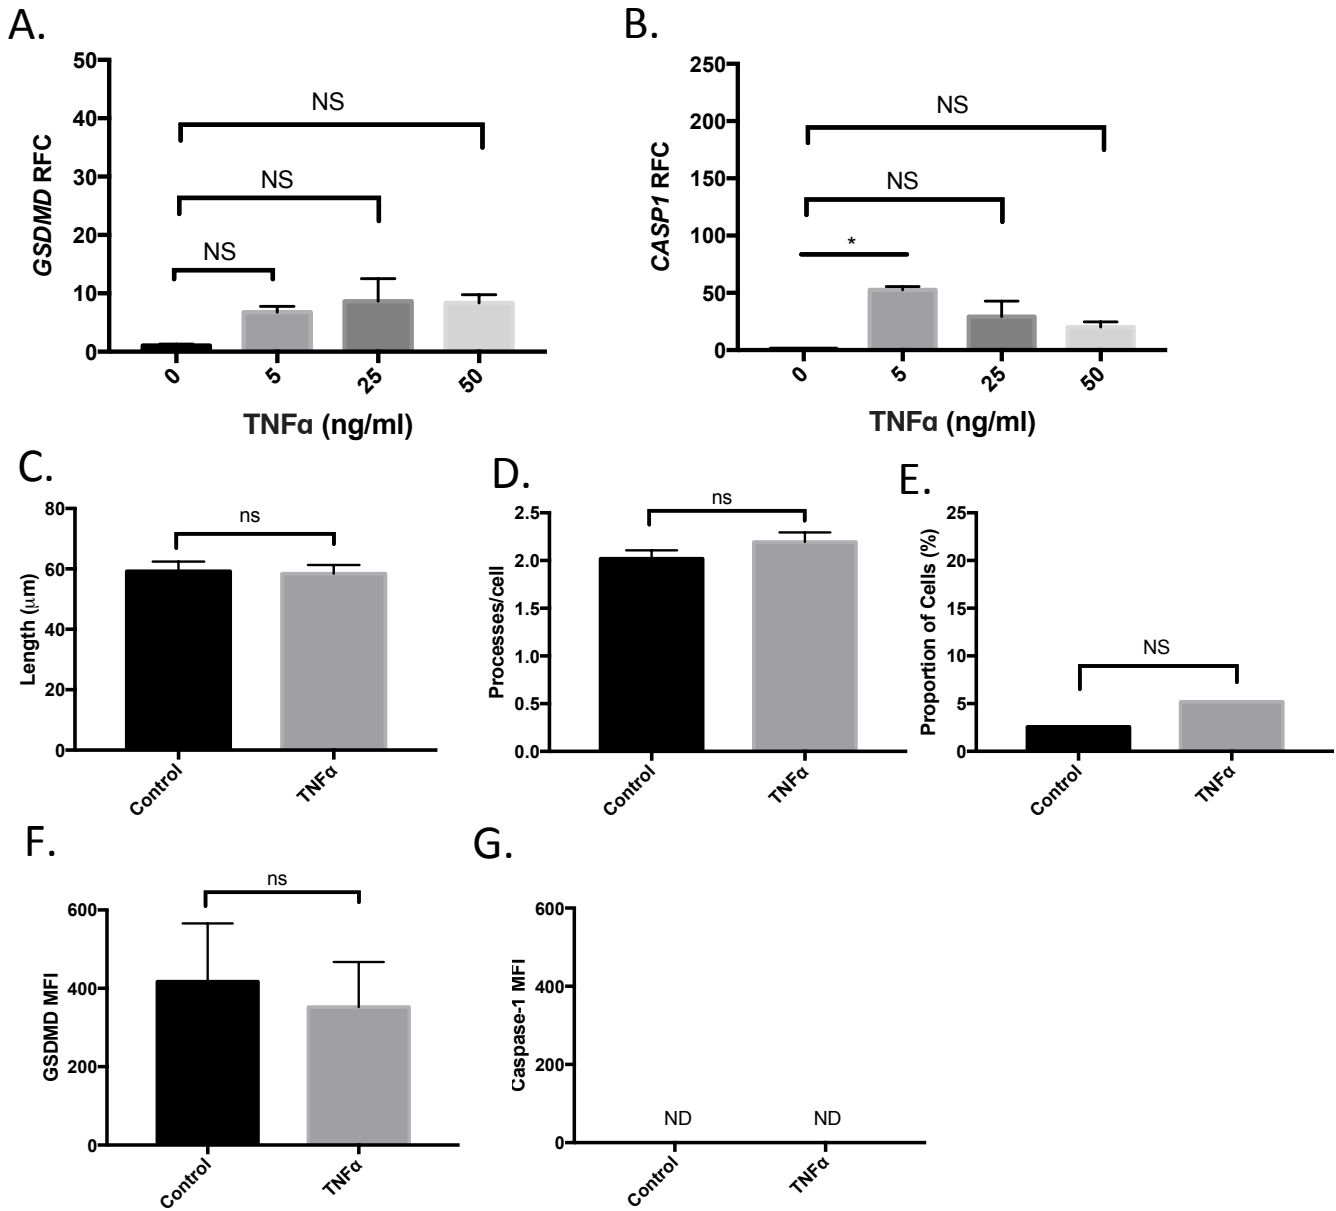 A.
GSDMD RFC
50
40
30
20
10
0
NS
NS
NS
0
5
25
50
TNFα (ng/ml)
B.
CASP1 RFC
250
200
150
100
50
0
NS
NS
*
0
5
25
50
TNFα (ng/ml)
C.
Length (μm)
80
60
40
20
0
ns
Control
TNFα
D.
Processes/cell
2.5
2.0
1.5
1.0
0.5
0.0
ns
Control
TNFα
E.
Proportion of Cells (%)
25
20
15
10
5
0
NS
Control
TNFα
F.
GSDMD MFI
600
400
200
0
ns
Control
TNFα
G.
Caspase-1 MFI
600
400
200
0
ND
ND
Control
TNFα